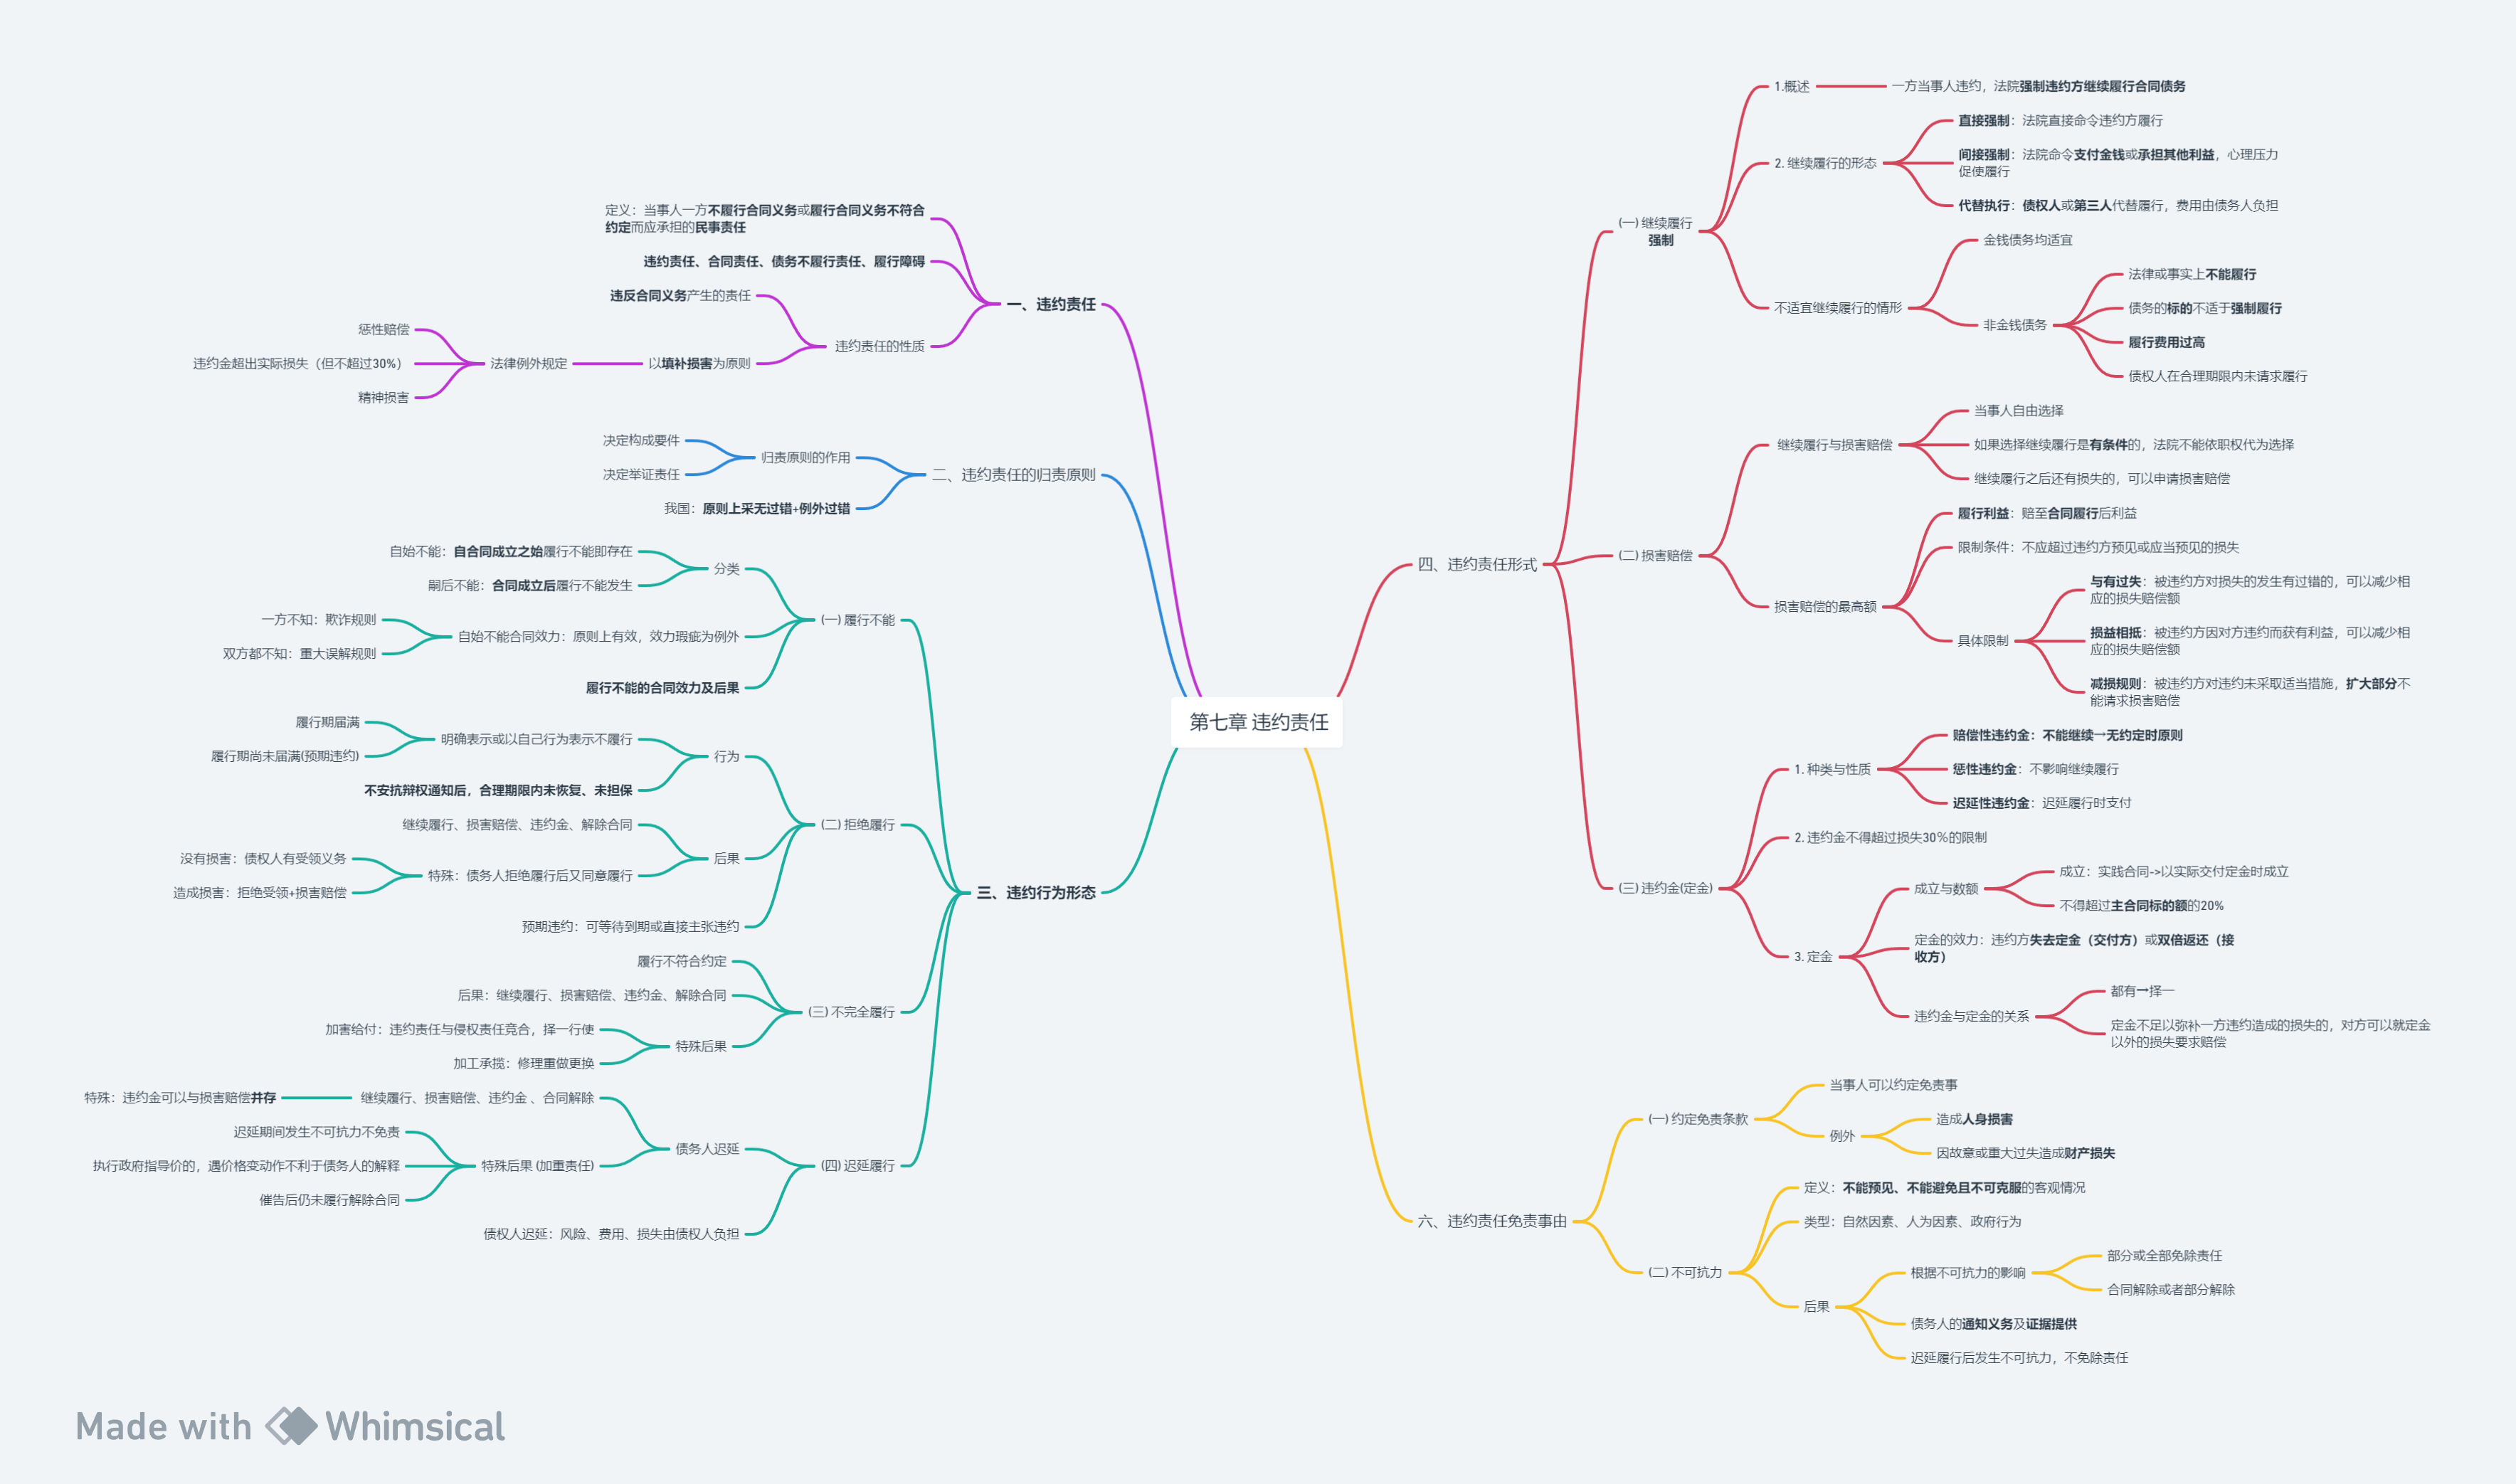 第七章 违约责任
一、违约责任
定义：当事人一方不履行合同义务或履行合同义务不符合
约定而应承担的民事责任
违约责任、合同责任、债务不履行责任、履行障碍
违约责任的性质
违反合同义务产生的责任
以填补损害为原则
法律例外规定
惩性赔偿
违约金超出实际损失（但不超过30%）
精神损害
二、违约责任的归责原则
归责原则的作用
决定构成要件
决定举证责任
我国：原则上采无过错+例外过错
三、违约行为形态
(一) 履行不能
分类
自始不能：自合同成立之始履行不能即存在
嗣后不能：合同成立后履行不能发生
自始不能合同效力：原则上有效，效力瑕疵为例外
一方不知：欺诈规则
双方都不知：重大误解规则
履行不能的合同效力及后果
(二) 拒绝履行
行为
明确表示或以自己行为表示不履行
履行期届满
履行期尚未届满(预期违约)
不安抗辩权通知后，合理期限内未恢复、未担保
后果
继续履行、损害赔偿、违约金、解除合同
特殊：债务人拒绝履行后又同意履行
没有损害：债权人有受领义务
造成损害：拒绝受领+损害赔偿
预期违约：可等待到期或直接主张违约
(三) 不完全履行
履行不符合约定
后果：继续履行、损害赔偿、违约金、解除合同
特殊后果
加害给付：违约责任与侵权责任竞合，择一行使
加工承揽：修理重做更换
(四) 迟延履行
债务人迟延
继续履行、损害赔偿、违约金 、合同解除
特殊：违约金可以与损害赔偿并存
特殊后果 (加重责任)
迟延期间发生不可抗力不免责
执行政府指导价的，遇价格变动作不利于债务人的解释
催告后仍未履行解除合同
债权人迟延：风险、费用、损失由债权人负担
四、违约责任形式
(一) 继续履行
强制
1.概述
一方当事人违约，法院强制违约方继续履行合同债务
2. 继续履行的形态
直接强制：法院直接命令违约方履行
间接强制：法院命令支付金钱或承担其他利益，心理压力
促使履行
代替执行：债权人或第三人代替履行，费用由债务人负担
不适宜继续履行的情形
金钱债务均适宜
非金钱债务
法律或事实上不能履行
债务的标的不适于强制履行
履行费用过高
债权人在合理期限内未请求履行
(二) 损害赔偿
继续履行与损害赔偿
当事人自由选择
如果选择继续履行是有条件的，法院不能依职权代为选择
继续履行之后还有损失的，可以申请损害赔偿
损害赔偿的最高额
履行利益：赔至合同履行后利益
限制条件：不应超过违约方预见或应当预见的损失
具体限制
与有过失：被违约方对损失的发生有过错的，可以减少相
应的损失赔偿额
损益相抵：被违约方因对方违约而获有利益，可以减少相
应的损失赔偿额
减损规则：被违约方对违约未采取适当措施，扩大部分不
能请求损害赔偿
(三) 违约金(定金)
1. 种类与性质
赔偿性违约金：不能继续→无约定时原则
惩性违约金：不影响继续履行
迟延性违约金：迟延履行时支付
2. 违约金不得超过损失30%的限制
3. 定金
成立与数额
成立：实践合同->以实际交付定金时成立
不得超过主合同标的额的20%
定金的效力：违约方失去定金（交付方）或双倍返还（接
收方）
违约金与定金的关系
都有→择一
定金不足以弥补一方违约造成的损失的，对方可以就定金
以外的损失要求赔偿
六、违约责任免责事由
(一) 约定免责条款
当事人可以约定免责事
例外
造成人身损害
因故意或重大过失造成财产损失
(二) 不可抗力
定义：不能预见、不能避免且不可克服的客观情况
类型：自然因素、人为因素、政府行为
后果
根据不可抗力的影响
部分或全部免除责任
合同解除或者部分解除
债务人的通知义务及证据提供
迟延履行后发生不可抗力，不免除责任
Made with Whimsical